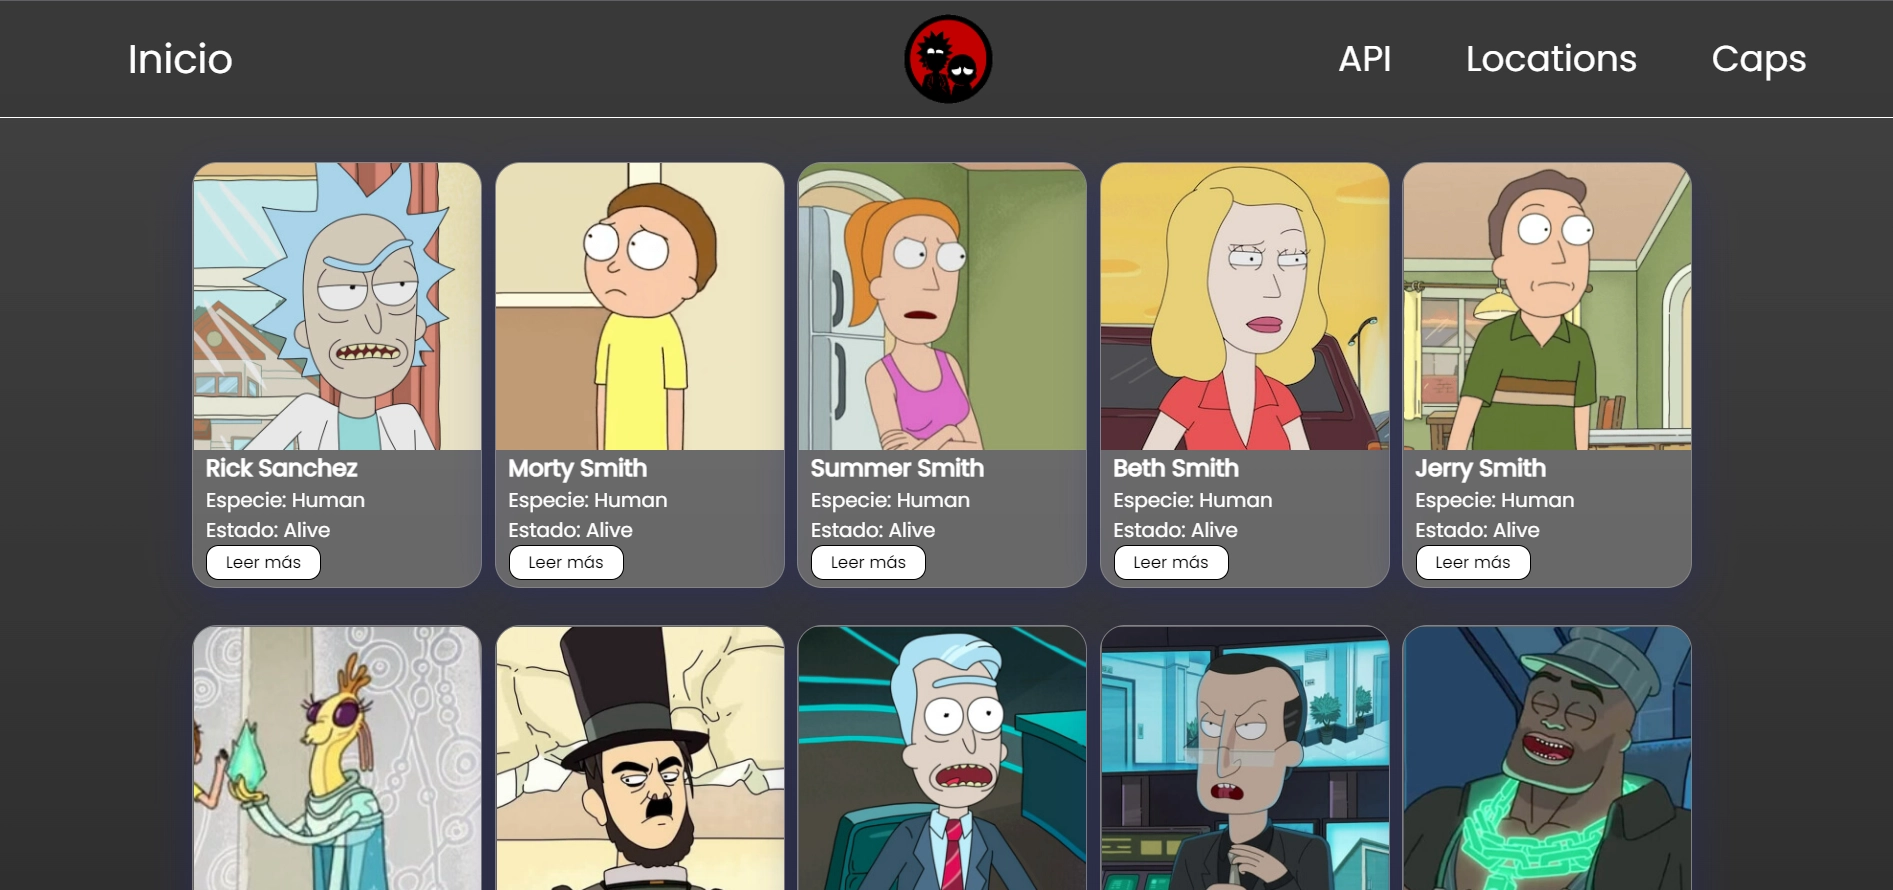 Inicio
API
Locations
Caps
Rick Sanchez
Especie: Human
Estado: Alive
Leer más
Morty Smith
Especie: Human
Estado: Alive
Leer más
Summer Smith
Especie: Human
Estado: Alive
Leer más
Beth Smith
Especie: Human
Estado: Alive
Leer más
Jerry Smith
Especie: Human
Estado: Alive
Leer más